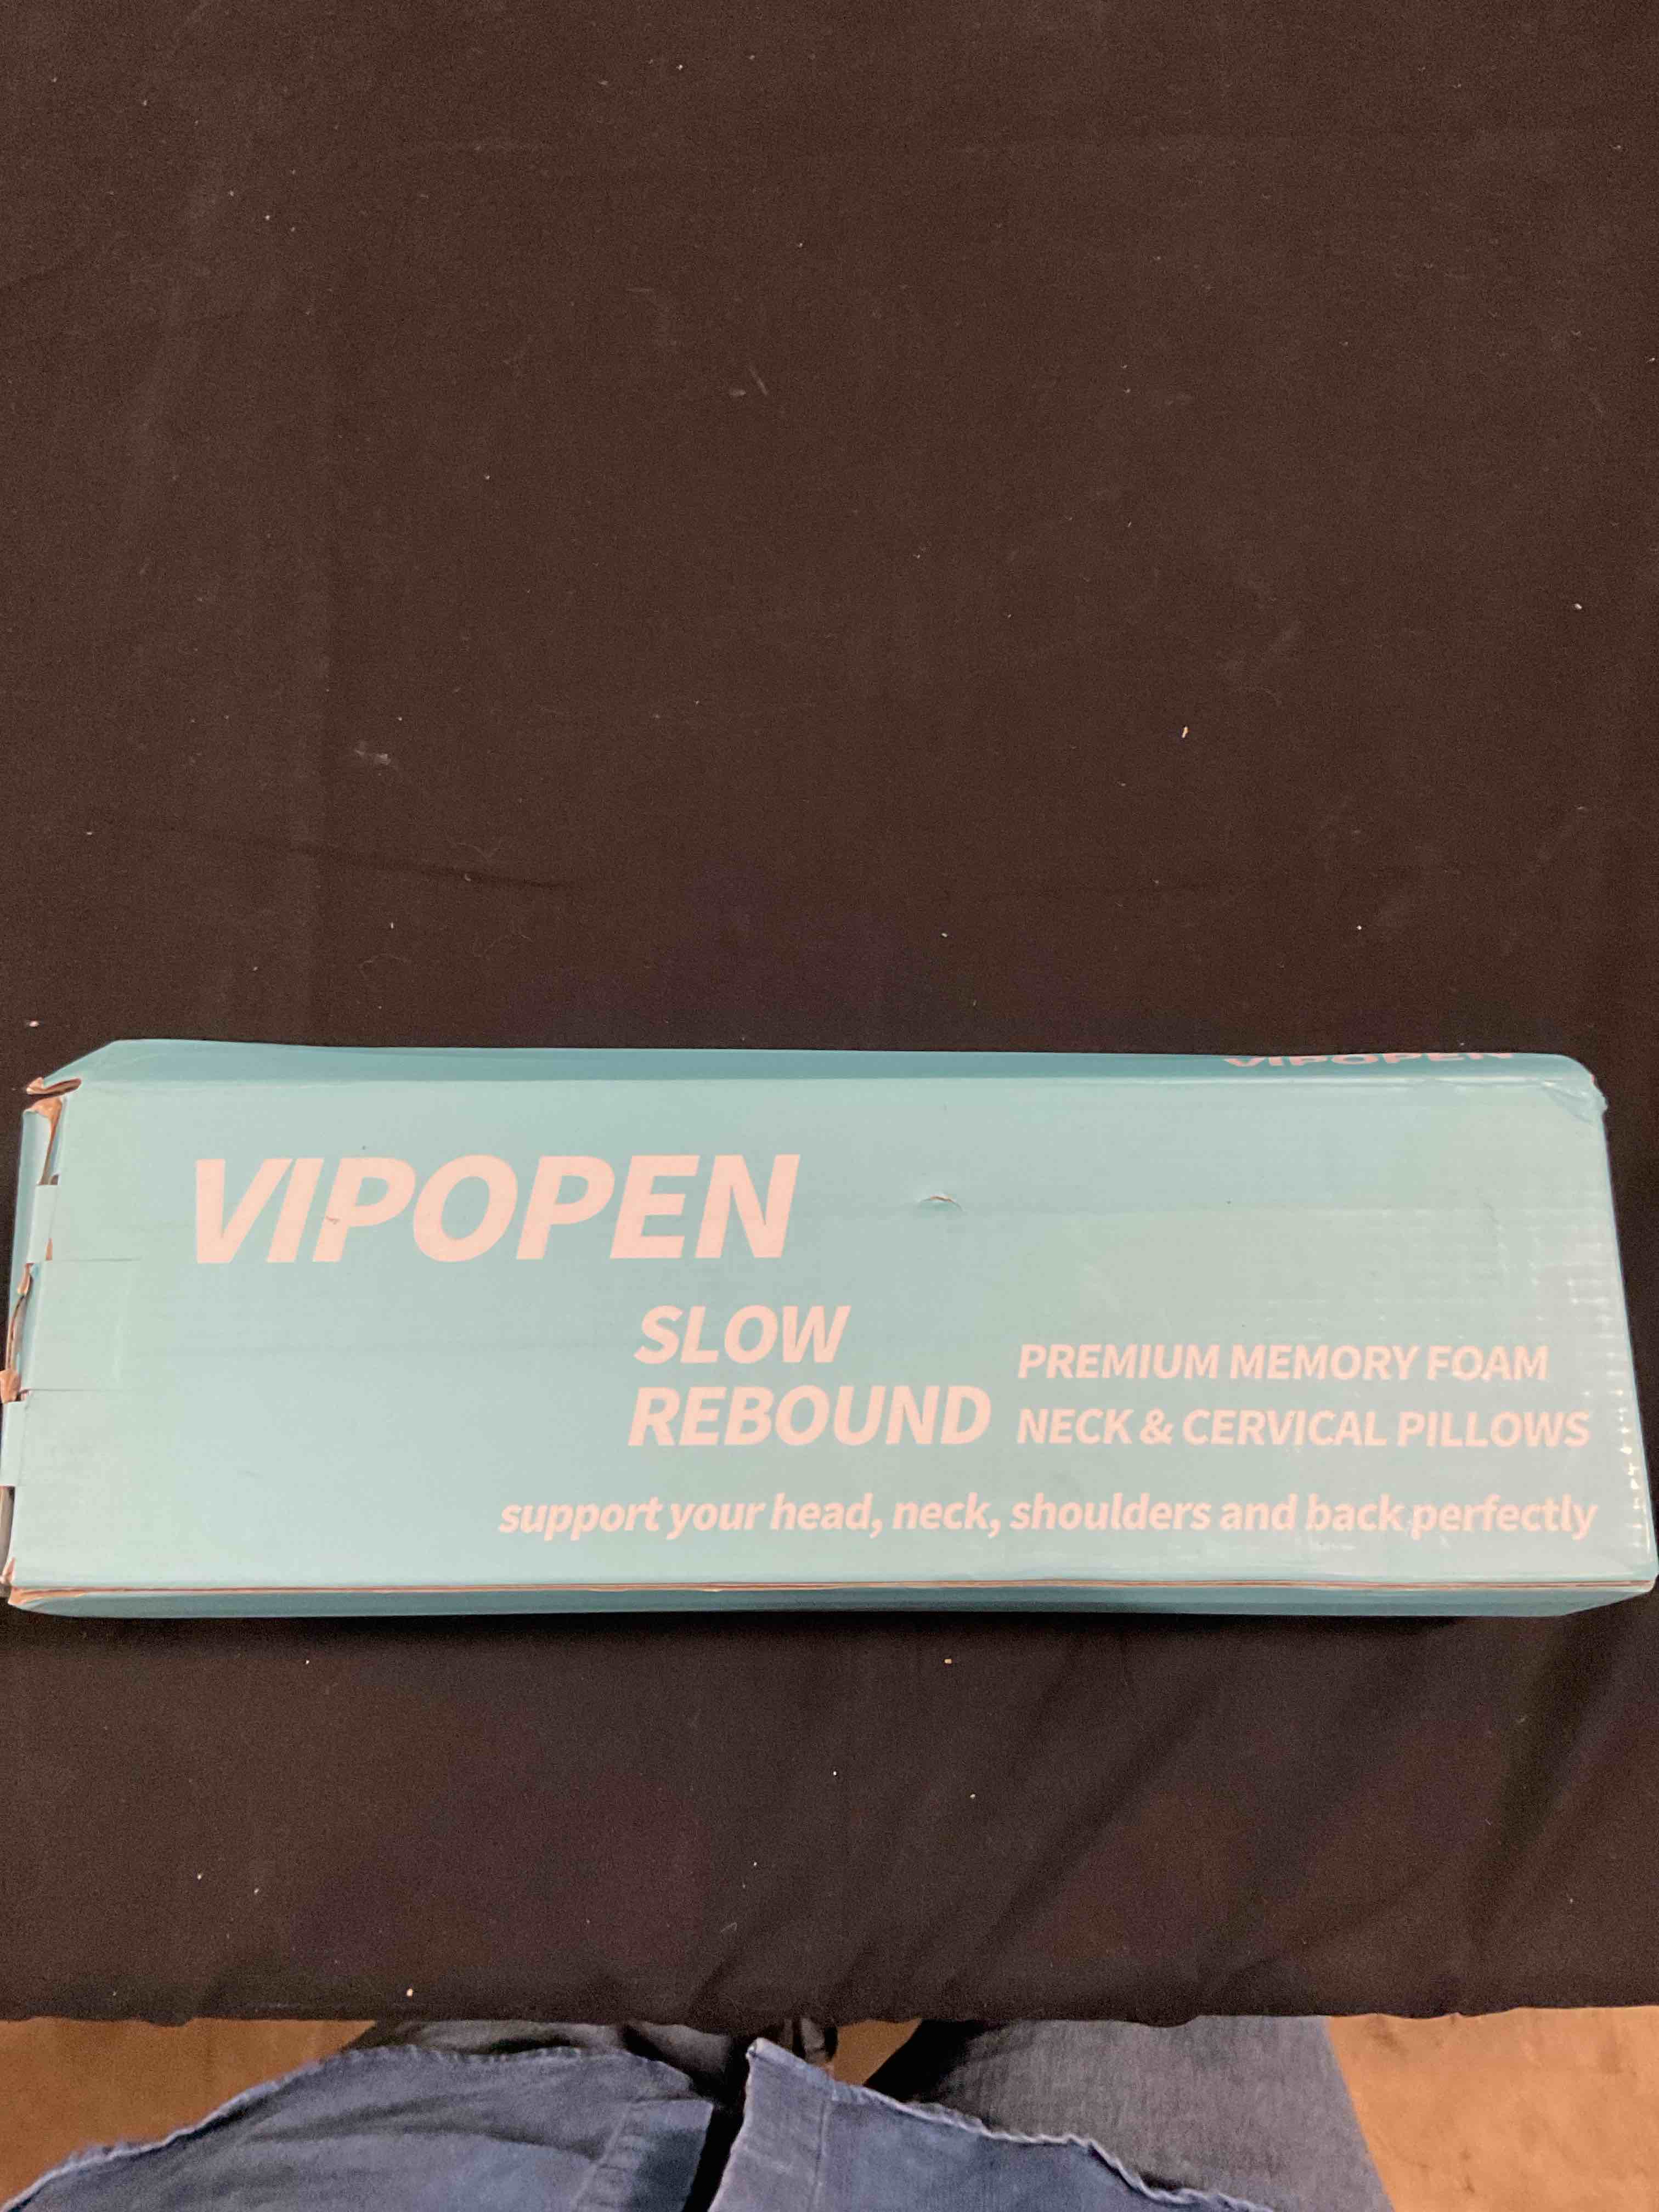 VIPOPEN
VIPOPEN
SLOW
REBOUND
PREMIUM MEMORY FOAM
NECK & CERVICAL PILLOWS
support your head, neck, shoulders and back perfectly